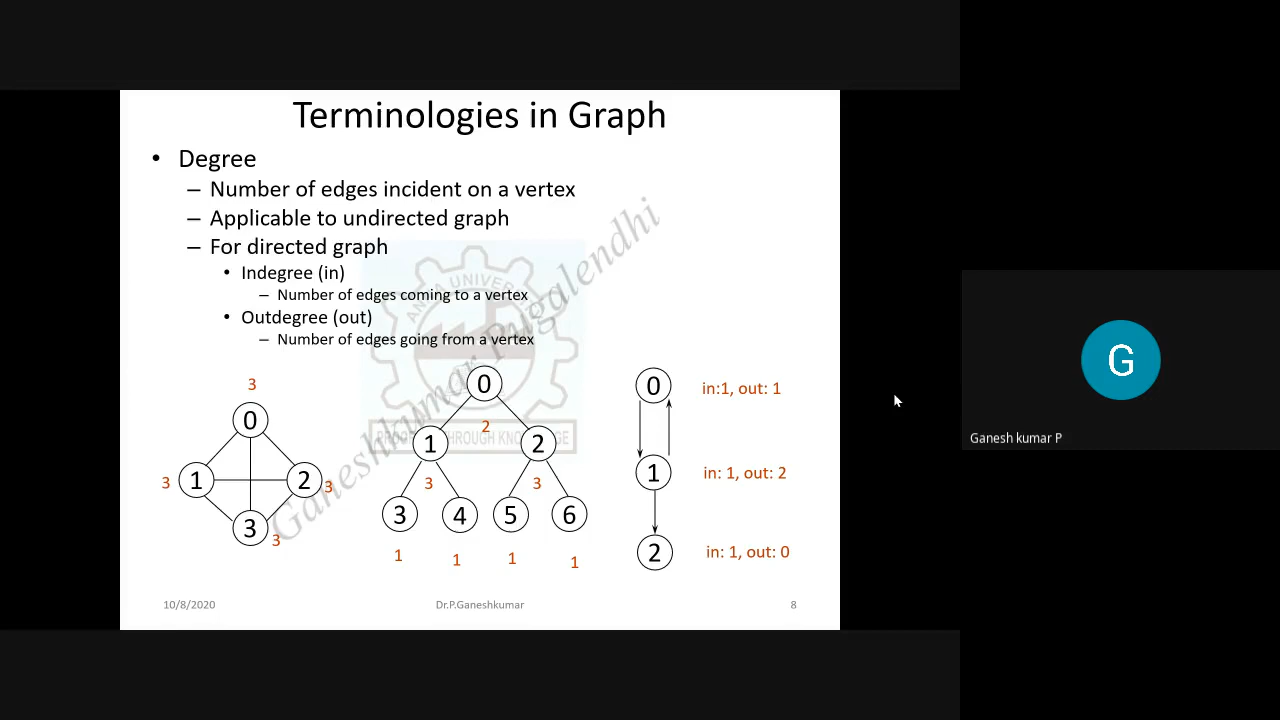 Terminologies in Graph
• Degree
– Number of edges incident on a vertex
– Applicable to undirected graph
– For directed graph
• Indegree (in)
– Number of edges coming to a vertex
• Outdegree (out)
– Number of edges going from a vertex
Ganeshkumar Pugalendhi
THROUGH KNOWLEDGE
3
0
3 1 2 3
3 3
0
2
1 2
3 3
3 4 5 6
1 1 1 1
0 in:1, out: 1
1 in: 1, out: 2
2 in: 1, out: 0
10/8/2020 Dr.P.Ganeshkumar 8
G
Ganesh kumar P